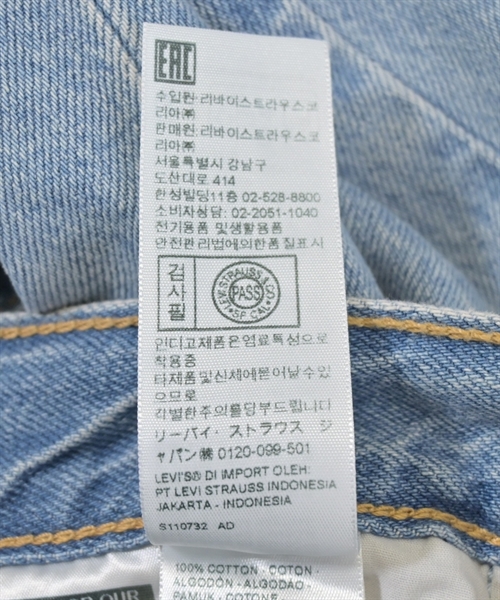 EAC
수입원 리바이스트라우스코
리아㈜
판매원 리바이스트라우스코
리아㈜
서울특별시 강남구
도산대로 414
한성빌딩11층 02-528-8800
소비자상담: 02-2051-1040
전기용품 및생활용품
안전관리법에의한품질표시
검사필
LEVI STRAUSS & CO
PASS
SF CAL
인디고제품은염료특성으로
착용중
타제품및신체에묻어날수있
으므로
각별한주의를당부드립니다
リーバイ・ストラウス ジ
ャパン㈱ 0120-099-501
LEVI'S® DI IMPORT OLEH:
PT LEVI STRAUSS INDONESIA
JAKARTA - INDONESIA
S110732 AD
100% COTTON - COTON -
ALGODÓN - ALGODÃO -
OUR